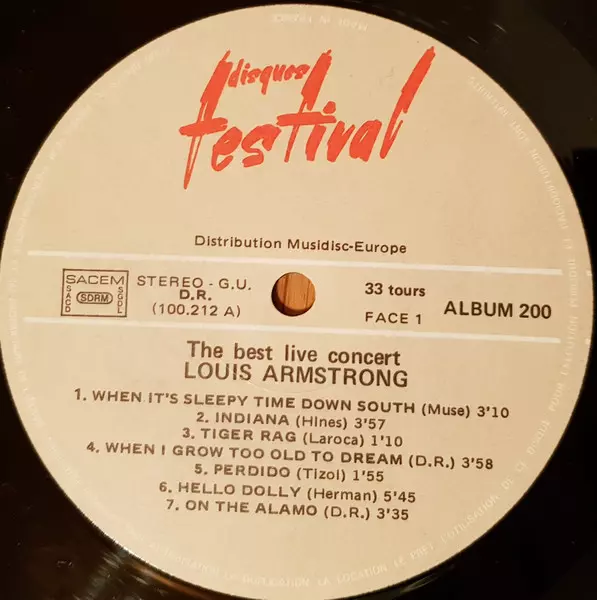 disques
festival
Distribution Musidisc-Europe
SACEM
SACD
SDRM
SGDL
STEREO - G.U.
D.R.
(100.212 A)
33 tours
FACE 1
ALBUM 200
The best live concert
LOUIS ARMSTRONG
1. WHEN IT'S SLEEPY TIME DOWN SOUTH (Muse) 3'10
2. INDIANA (Hines) 3'57
3. TIGER RAG (Laroca) 1'10
4. WHEN I GROW TOO OLD TO DREAM (D.R.) 3'58
5. PERDIDO (Tizol) 1'55
6. HELLO DOLLY (Herman) 5'45
7. ON THE ALAMO (D.R.) 3'35